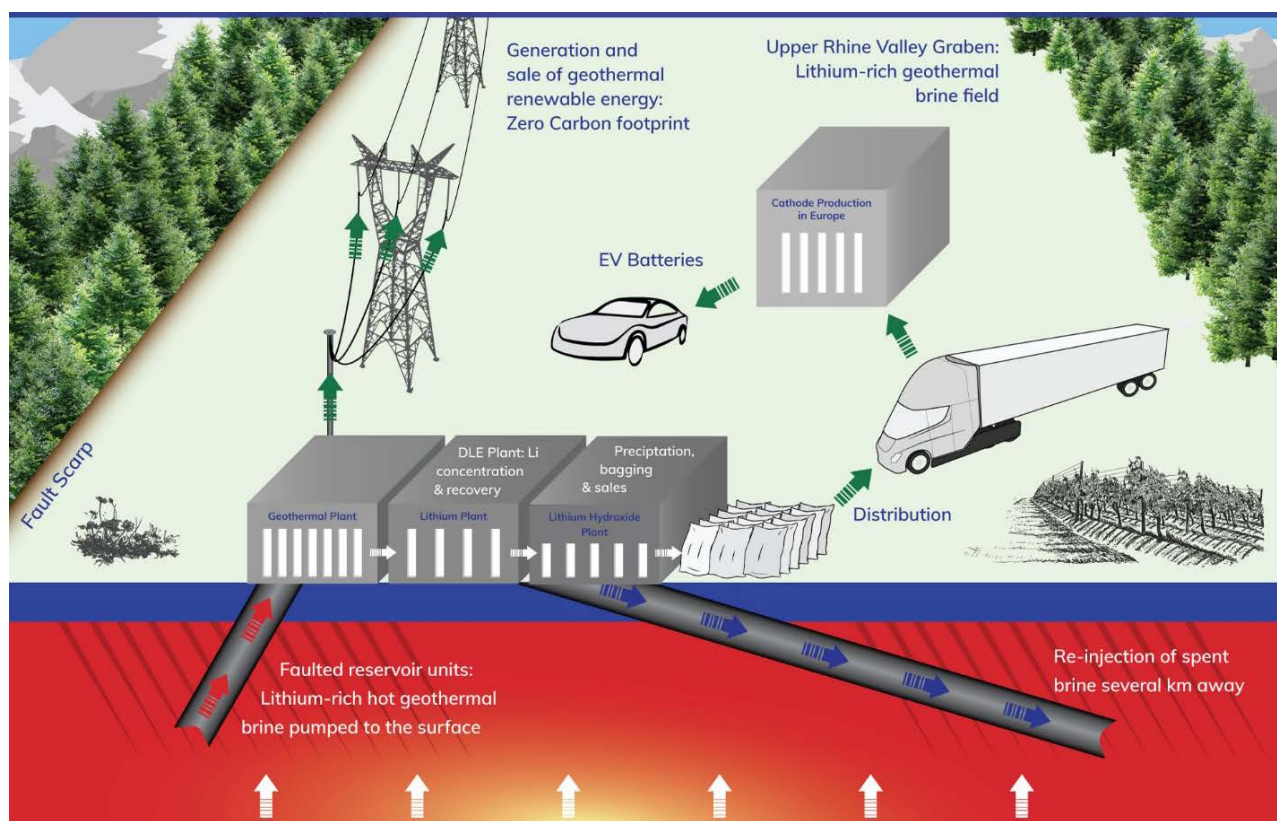 Generation and
sale of geothermal
renewable energy:
Zero Carbon footprint
Upper Rhine Valley Graben:
Lithium-rich geothermal
brine field
Cathode Production
in Europe
EV Batteries
Fault Scarp
DLE Plant: Li
concentration
& recovery
Preciptation,
bagging
& sales
Geothermal Plant
Lithium Plant
Lithium Hydroxide
Plant
Distribution
Faulted reservoir units:
Lithium-rich hot geothermal
brine pumped to the surface
Re-injection of spent
brine several km away